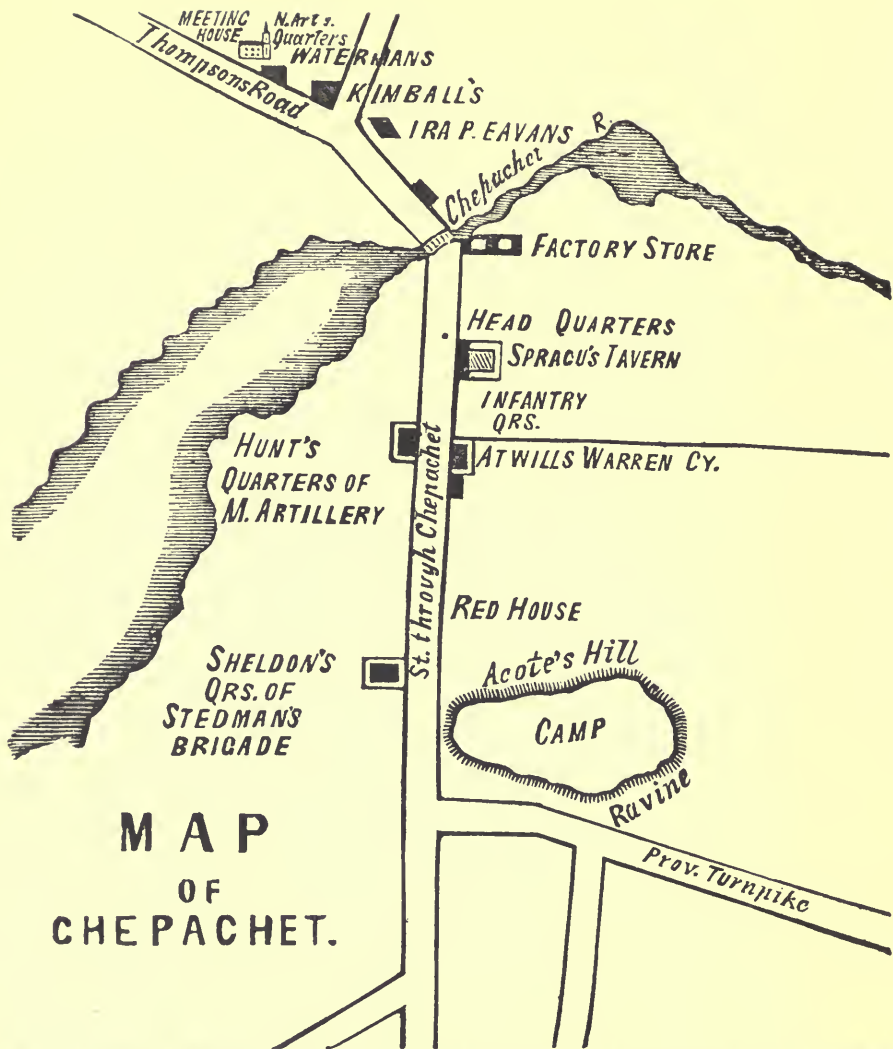 MEETING
HOUSE
N. Art's.
Quarters
WATERMANS
Thompsons Road
KIMBALL'S
IRA P. EAVANS
Chepachet R.
FACTORY STORE
HEAD QUARTERS
SPRAGU'S TAVERN
INFANTRY
QRS.
HUNT'S
QUARTERS OF
M. ARTILLERY
ATWILLS WARREN CY.
St. through Chepachet
RED HOUSE
SHELDON'S
QRS. OF
STEDMAN'S
BRIGADE
Acote's Hill
CAMP
Ravine
Prov. Turnpike
MAP
OF
CHEPACHET.